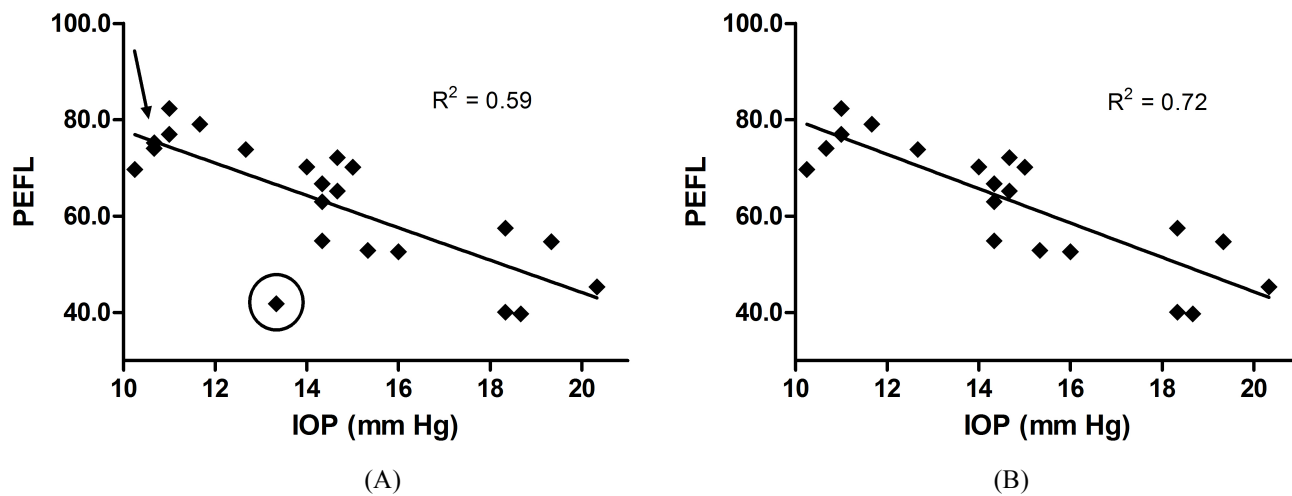 100.0
80.0
60.0
40.0
PEFL
R² = 0.59
10 12 14 16 18 20
IOP (mm Hg)
(A)
100.0
80.0
60.0
40.0
PEFL
R² = 0.72
10 12 14 16 18 20
IOP (mm Hg)
(B)